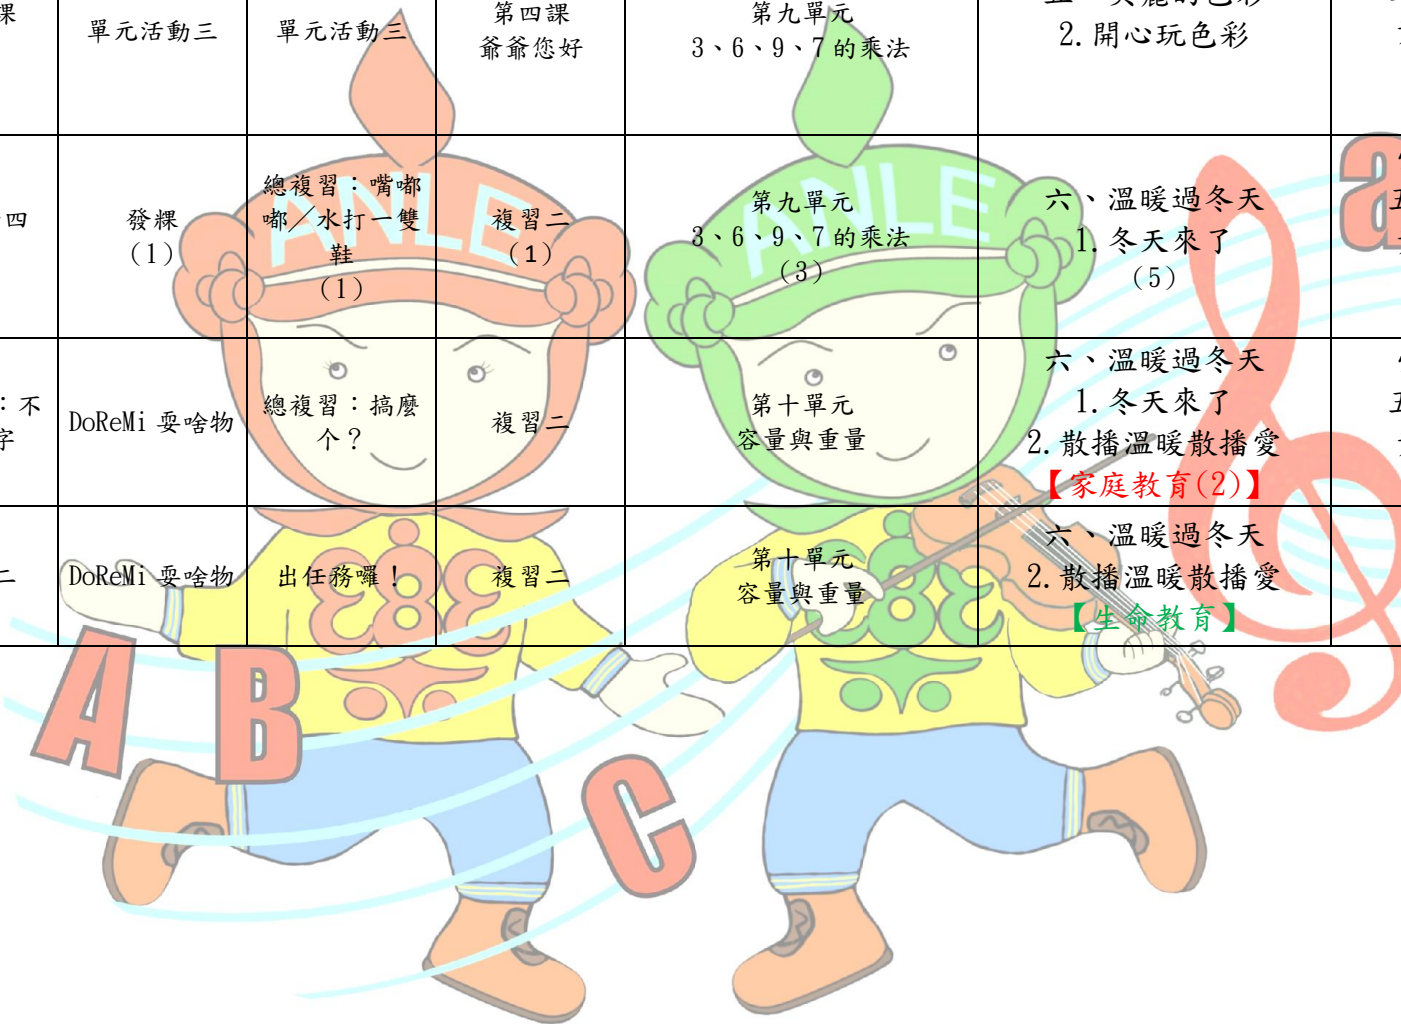 課
單元活動三
單元活動三
第四課
爺爺您好
第九單元
3、6、9、7的乘法
2.開心玩色彩
四
發粿
(1)
總複習：嘴嘟
嘟／水打一雙
鞋
(1)
複習二
(1)
第九單元
3、6、9、7的乘法
(3)
六、溫暖過冬天
1.冬天來了
(5)
：不
字
DoReMi 耍啥物
總複習：搞麼
个？
複習二
第十單元
容量與重量
六、溫暖過冬天
1.冬天來了
2.散播溫暖散播愛
【家庭教育(2)】
二
DoReMi 耍啥物
出任務囉！
複習二
第十單元
容量與重量
六、溫暖過冬天
2.散播溫暖散播愛
【生命教育】
ANLE
ANLE
a
A
B
C